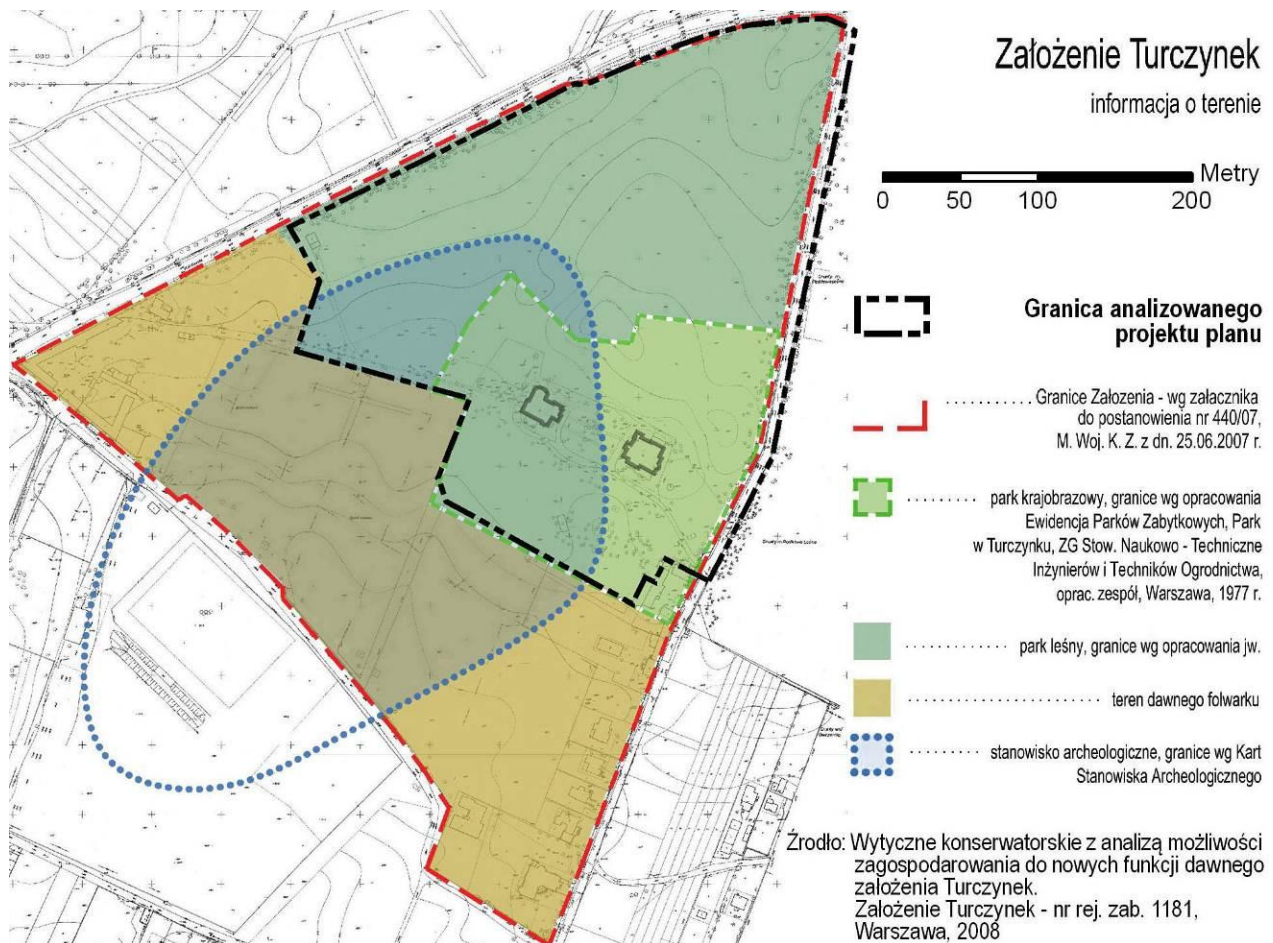 Założenie Turczynek
informacja o terenie
Metry
0 50 100 200
Granica analizowanego
projektu planu
Granice Załozenia - wg załacznika
do postanowienia nr 440/07,
M. Woj. K. Z. z dn. 25.06.2007 r.
park krajobrazowy, granice wg opracowania
Ewidencja Parków Zabytkowych, Park
w Turczynku, ZG Stow. Naukowo - Techniczne
Inżynierów i Techników Ogrodnictwa,
oprac. zespół, Warszawa, 1977 r.
park leśny, granice wg opracowania jw.
teren dawnego folwarku
stanowisko archeologiczne, granice wg Kart
Stanowiska Archeologicznego
Źrodło: Wytyczne konserwatorskie z analizą możliwości
zagospodarowania do nowych funkcji dawnego
założenia Turczynek.
Założenie Turczynek - nr rej. zab. 1181,
Warszawa, 2008